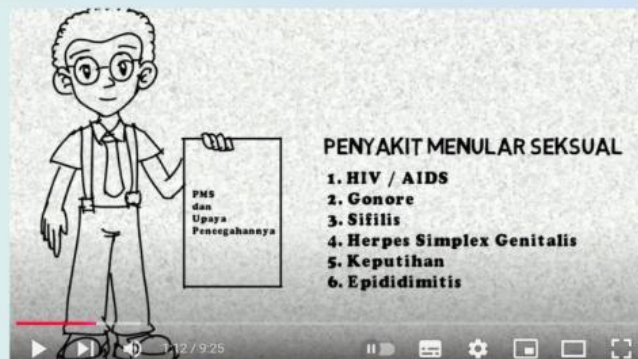 PENYAKIT MENULAR SEKSUAL
1. HIV / AIDS
2. Gonore
3. Sifilis
4. Herpes Simplex Genitalis
5. Keputihan
6. Epididimitis
PMS
dan
Upaya
Pencegahannya
1:12 / 9:25